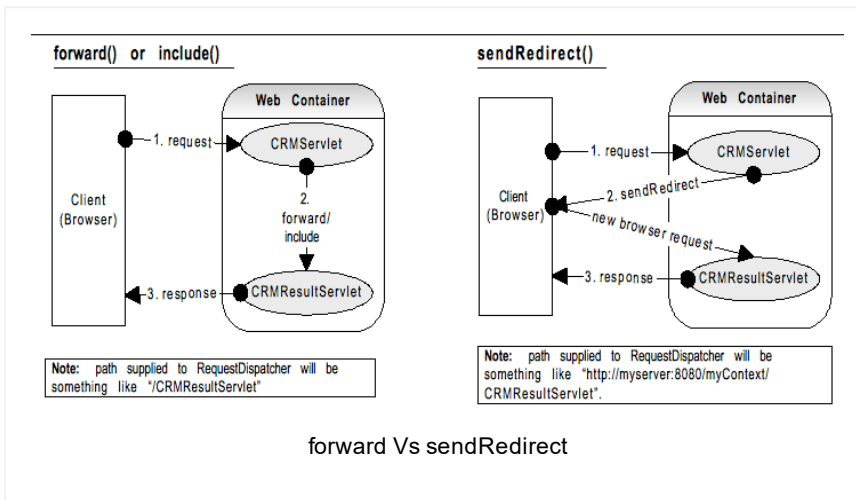 forward() or include()
Web Container
1. request
CRMServlet
Client
(Browser)
2.
forward/
include
3. response
CRMResultServlet
Note: path supplied to RequestDispatcher will be
something like "/CRMResultServlet"
sendRedirect()
Web Container
1. request
CRMServlet
2. sendRedirect
Client
(Browser)
new browser request
3. response
CRMResultServlet
Note: path supplied to RequestDispatcher will be
something like "http://myserver:8080/myContext/
CRMResultServlet".
forward Vs sendRedirect